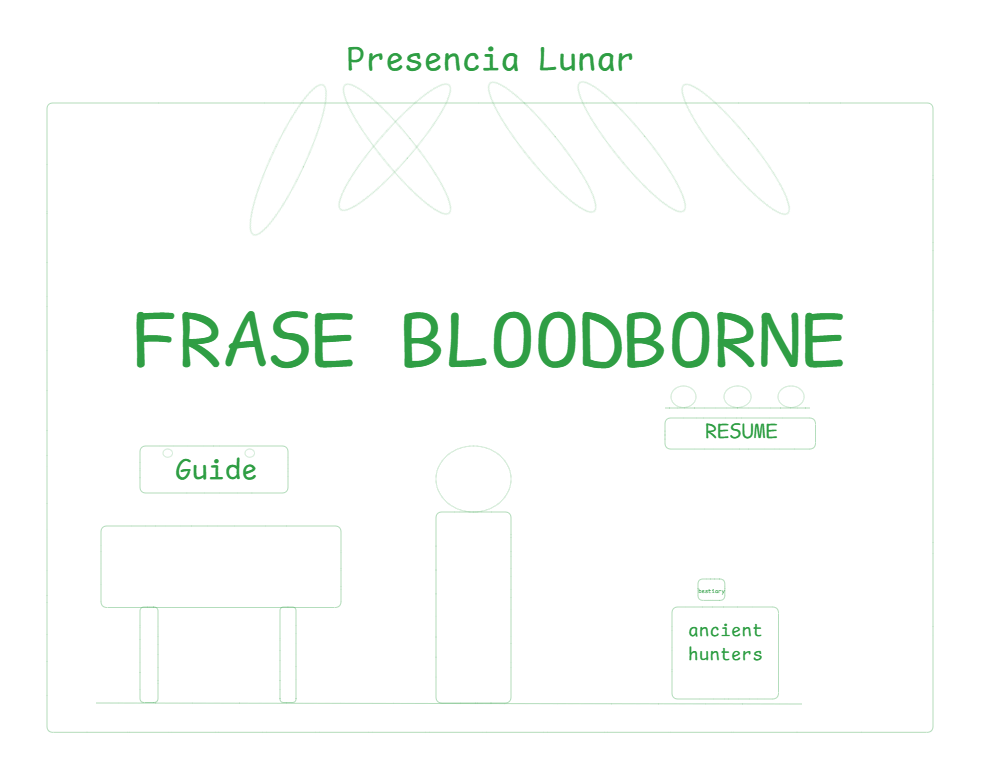 Presencia Lunar
FRASE BLOODBORNE
RESUME
Guide
bestiary
ancient
hunters